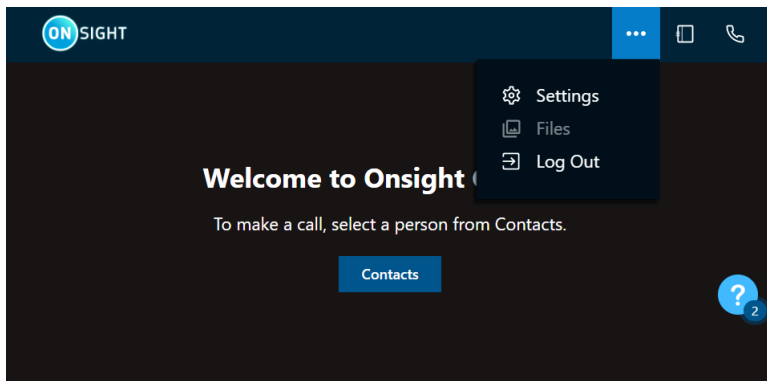 ON SIGHT
Settings
Files
Log Out
Welcome to Onsight
To make a call, select a person from Contacts.
Contacts
?
2